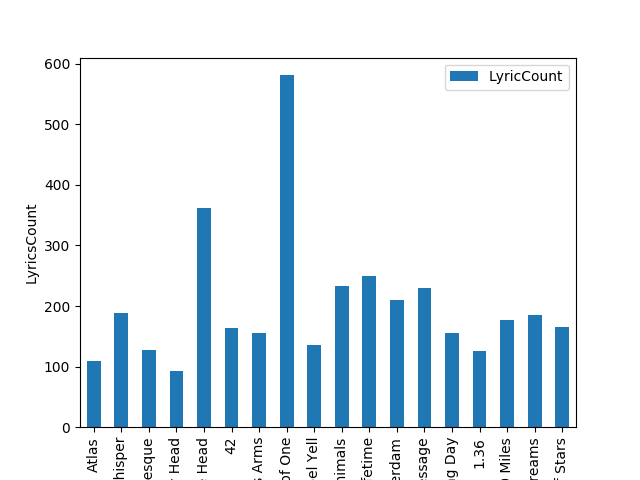 600
LyricCount
500
400
LyricsCount
300
200
100
0
Atlas
hisper
esque
Head
Head
42
Arms
of One
el Yell
nimals
fetime
erdam
ssage
g Day
1.36
Miles
reams
Stars